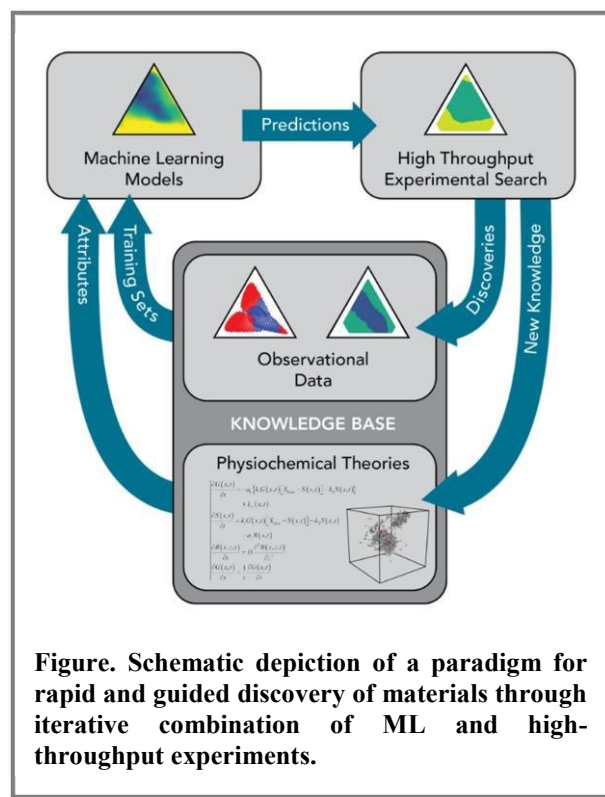 Machine Learning
Models
Predictions
High Throughput
Experimental Search
Attributes
Training Sets
Discoveries
New Knowledge
Observational
Data
KNOWLEDGE BASE
Physiochemical Theories
Figure. Schematic depiction of a paradigm for
rapid and guided discovery of materials through
iterative combination of ML and high-
throughput experiments.